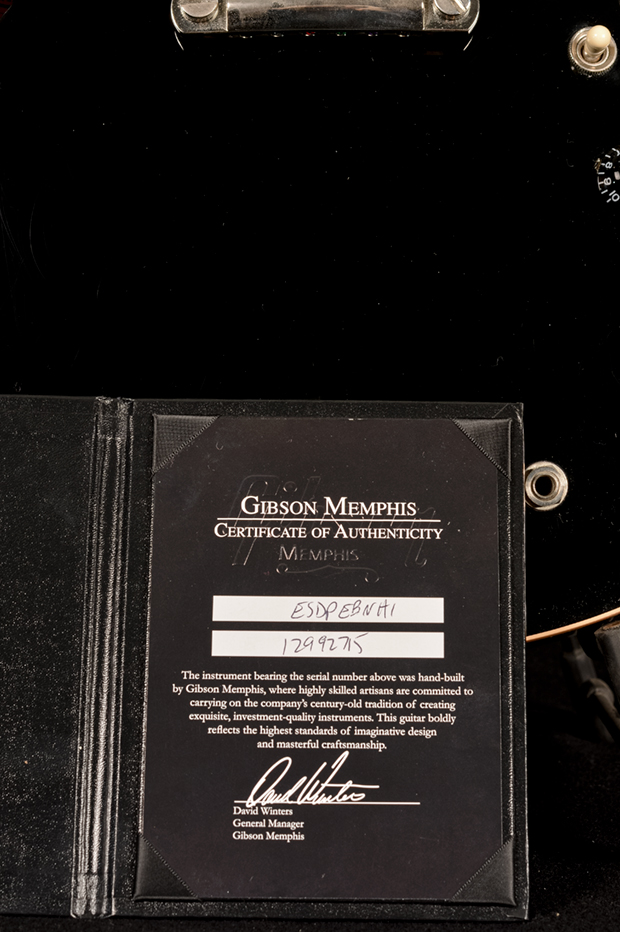 GIBSON MEMPHIS
CERTIFICATE OF AUTHENTICITY
MEMPHIS
ESDPEBNH1
The instrument bearing the serial number above was hand-built
by Gibson Memphis, where highly skilled artisans are committed to
carrying on the company's century-old tradition of creating
exquisite, investment-quality instruments. This guitar boldly
reflects the highest standards of imaginative design
and masterful craftsmanship.
David Winters
David Winters
General Manager
Gibson Memphis